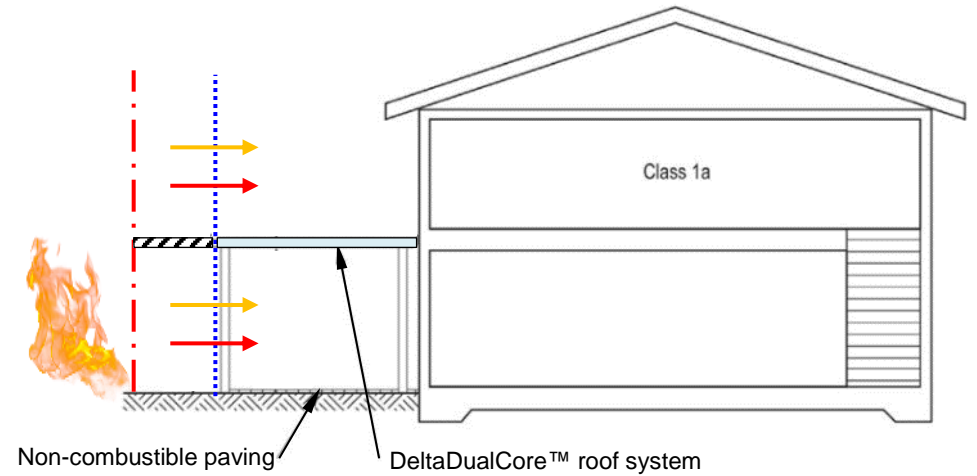 Class 1a
Non-combustible paving
DeltaDualCore™ roof system